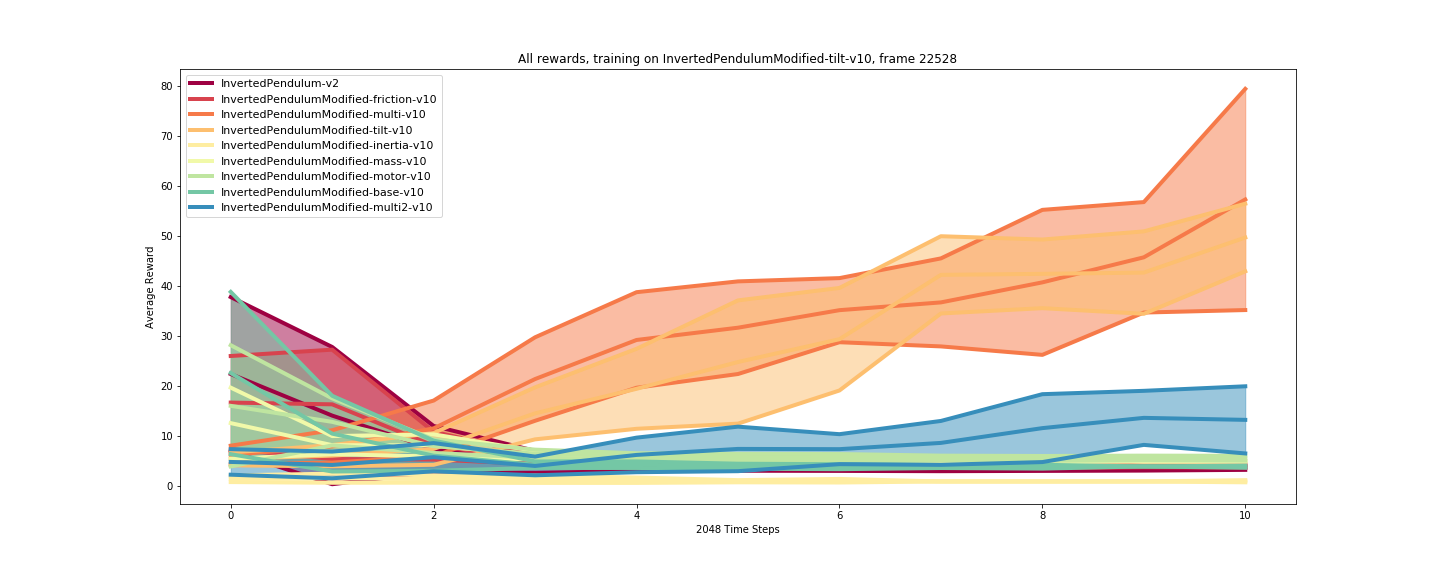 All rewards, training on InvertedPendulumModified-tilt-v10, frame 22528
InvertedPendulum-v2
InvertedPendulumModified-friction-v10
InvertedPendulumModified-multi-v10
InvertedPendulumModified-tilt-v10
InvertedPendulumModified-inertia-v10
InvertedPendulumModified-mass-v10
InvertedPendulumModified-motor-v10
InvertedPendulumModified-base-v10
InvertedPendulumModified-multi2-v10
Average Reward
80
70
60
50
40
30
20
10
0
0 2 4 6 8 10
2048 Time Steps